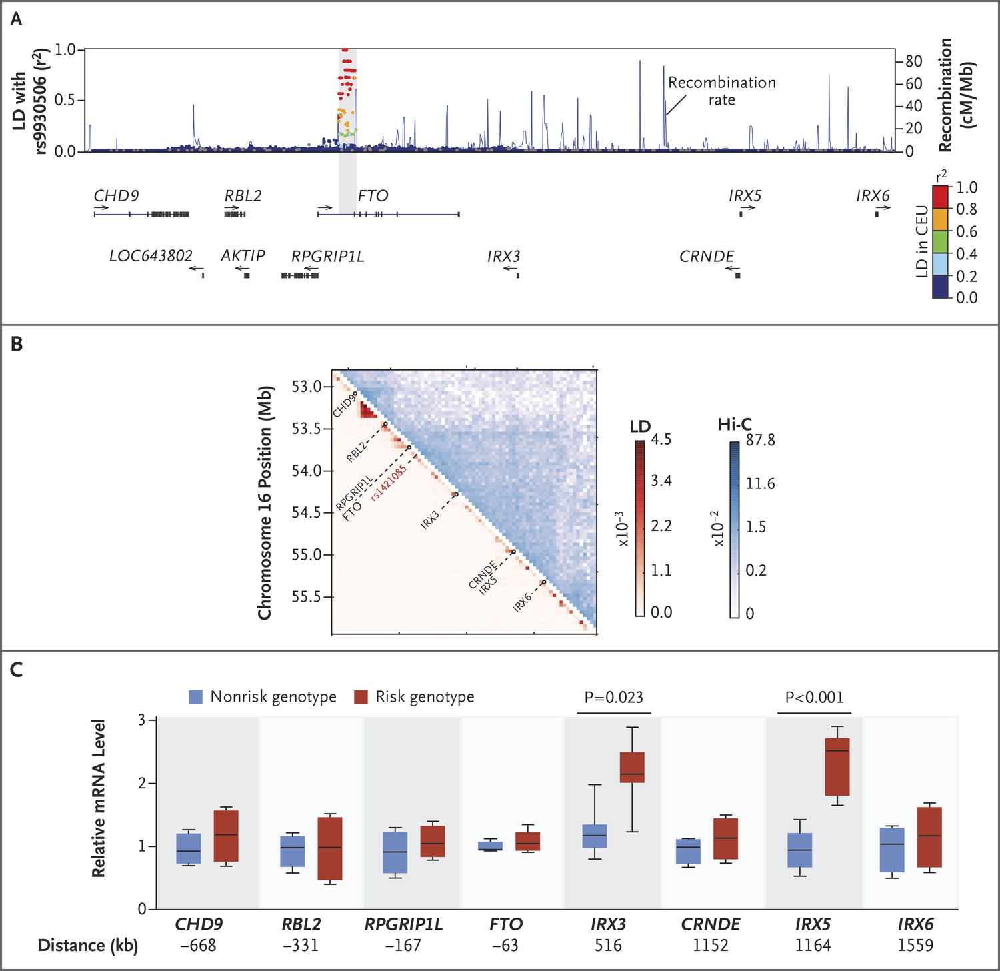 A
LD with
rs9930506 (r2)
1.0
0.5
0.0
Recombination
rate
80
60
40
20
0
Recombination
(cM/Mb)
CHD9
RBL2
FTO
IRX5
IRX6
LOC643802
AKTIP
RPGRIP1L
IRX3
CRNDE
r2
1.0
0.8
0.6
0.4
0.2
0.0
LD in CEU
B
Chromosome 16 Position (Mb)
53.0
53.5
54.0
54.5
55.0
55.5
CHD9
RBL2
RPGRIP1L
FTO
rs1421085
IRX3
CRNDE
IRX5
IRX6
LD
4.5
3.4
2.2
1.1
0.0
x10−3
Hi-C
87.8
11.6
1.5
0.2
0
x10−2
C
Nonrisk genotype
Risk genotype
P=0.023
P<0.001
Relative mRNA Level
3
2
1
0
CHD9 RBL2 RPGRIP1L FTO IRX3 CRNDE IRX5 IRX6
Distance (kb) −668 −331 −167 −63 516 1152 1164 1559